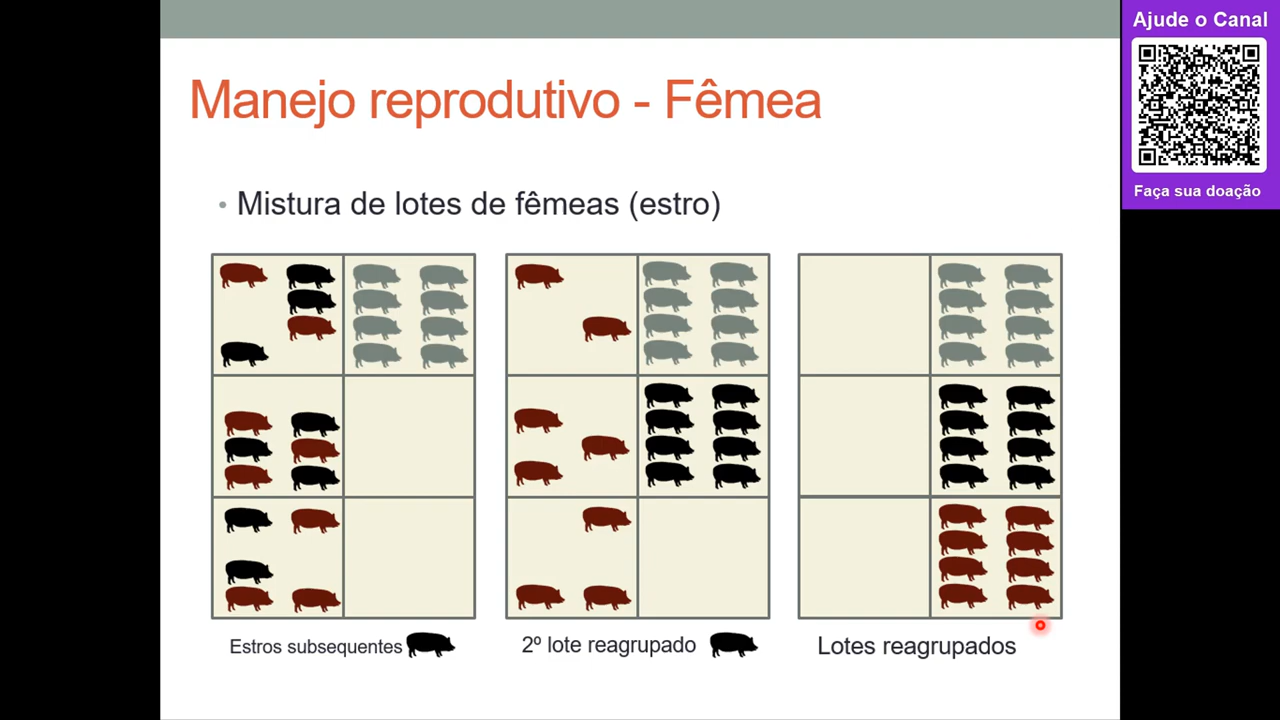 Ajude o Canal
Faça sua doação
Manejo reprodutivo - Fêmea
• Mistura de lotes de fêmeas (estro)
Estros subsequentes
2º lote reagrupado
Lotes reagrupados